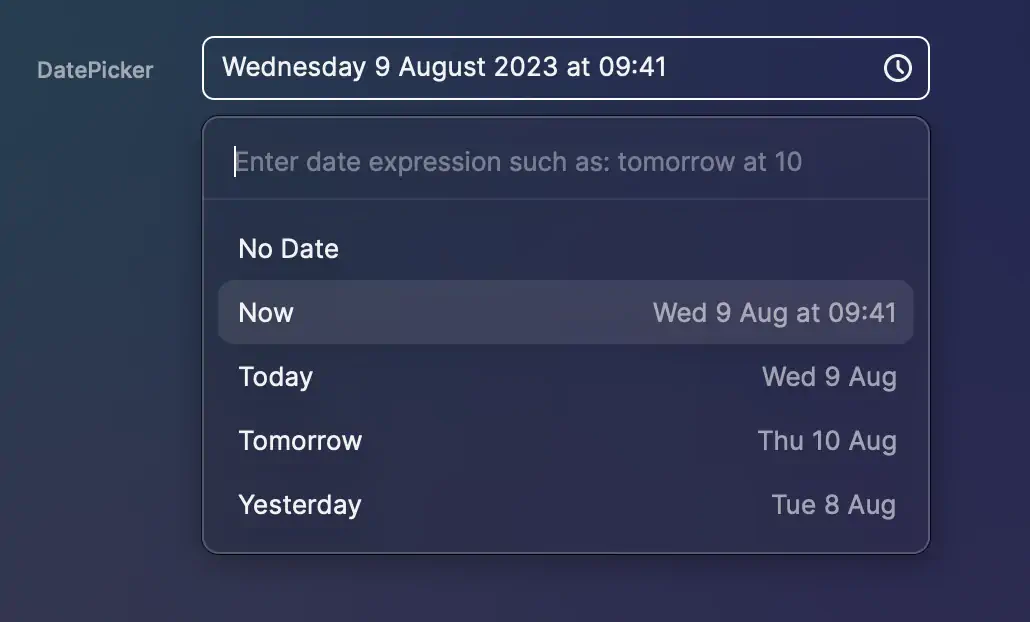 DatePicker
Wednesday 9 August 2023 at 09:41
Enter date expression such as: tomorrow at 10
No Date
Now Wed 9 Aug at 09:41
Today Wed 9 Aug
Tomorrow Thu 10 Aug
Yesterday Tue 8 Aug